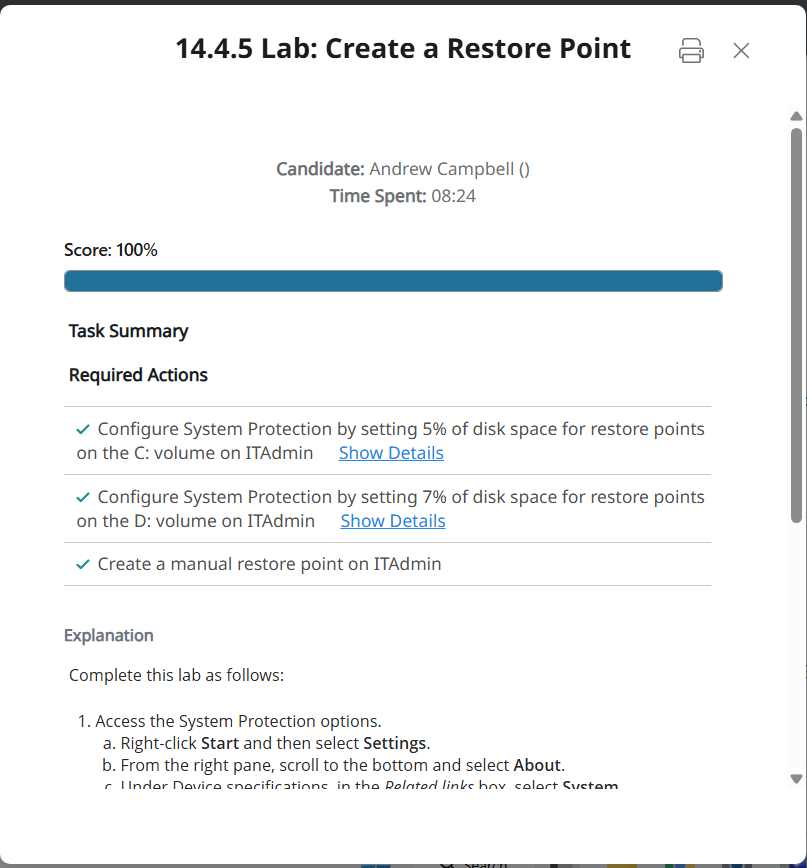 14.4.5 Lab: Create a Restore Point
Candidate: Andrew Campbell ()
Time Spent: 08:24
Score: 100%
Task Summary
Required Actions
Configure System Protection by setting 5% of disk space for restore points
on the C: volume on ITAdmin Show Details
Configure System Protection by setting 7% of disk space for restore points
on the D: volume on ITAdmin Show Details
Create a manual restore point on ITAdmin
Explanation
Complete this lab as follows:
1. Access the System Protection options.
a. Right-click Start and then select Settings.
b. From the right pane, scroll to the bottom and select About.
c. Under Device specifications, in the Related links box, select System
Search